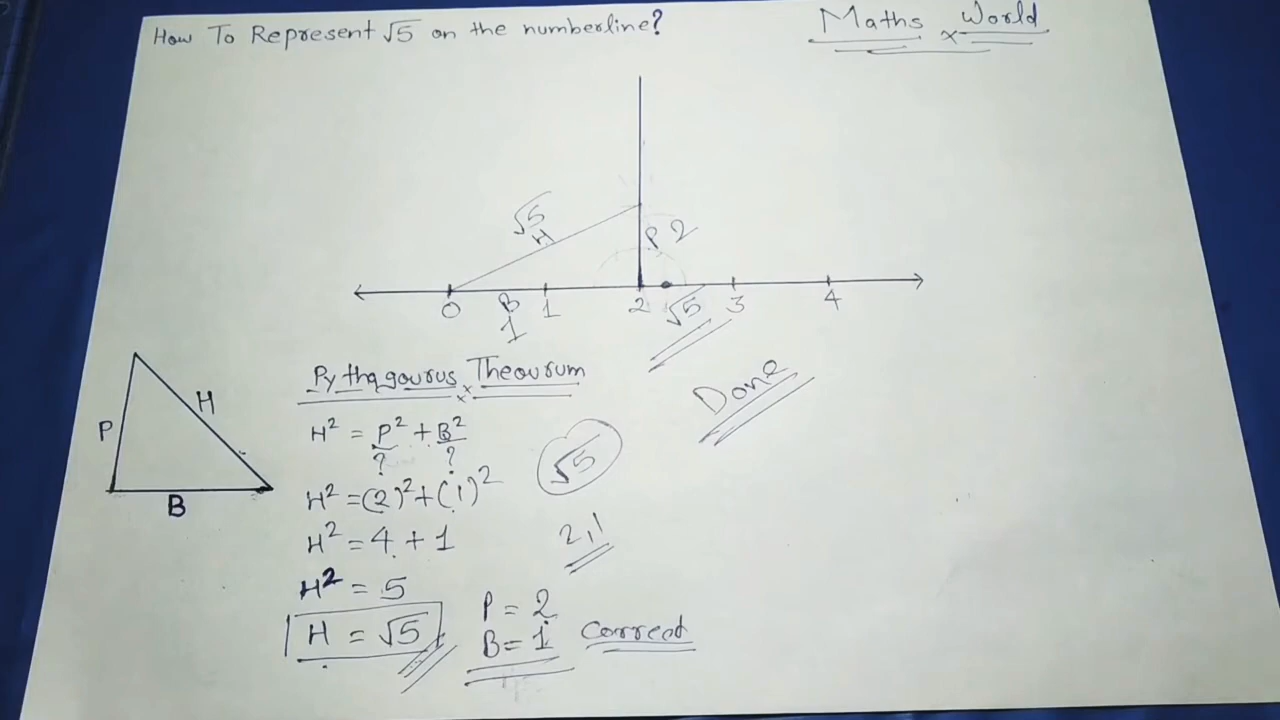 How To Represent √5 on the numberline?
Maths x World
√5
H
P 2
0 1 2 √5 3 4
B
1
Done
Pythagourus x Theourum
P
H
B
H² = P² + B²
? ?
√5
H² = (2)² + (1)²
H² = 4 + 1
2,1
H² = 5
H = √5
P = 2
B = 1
Correct